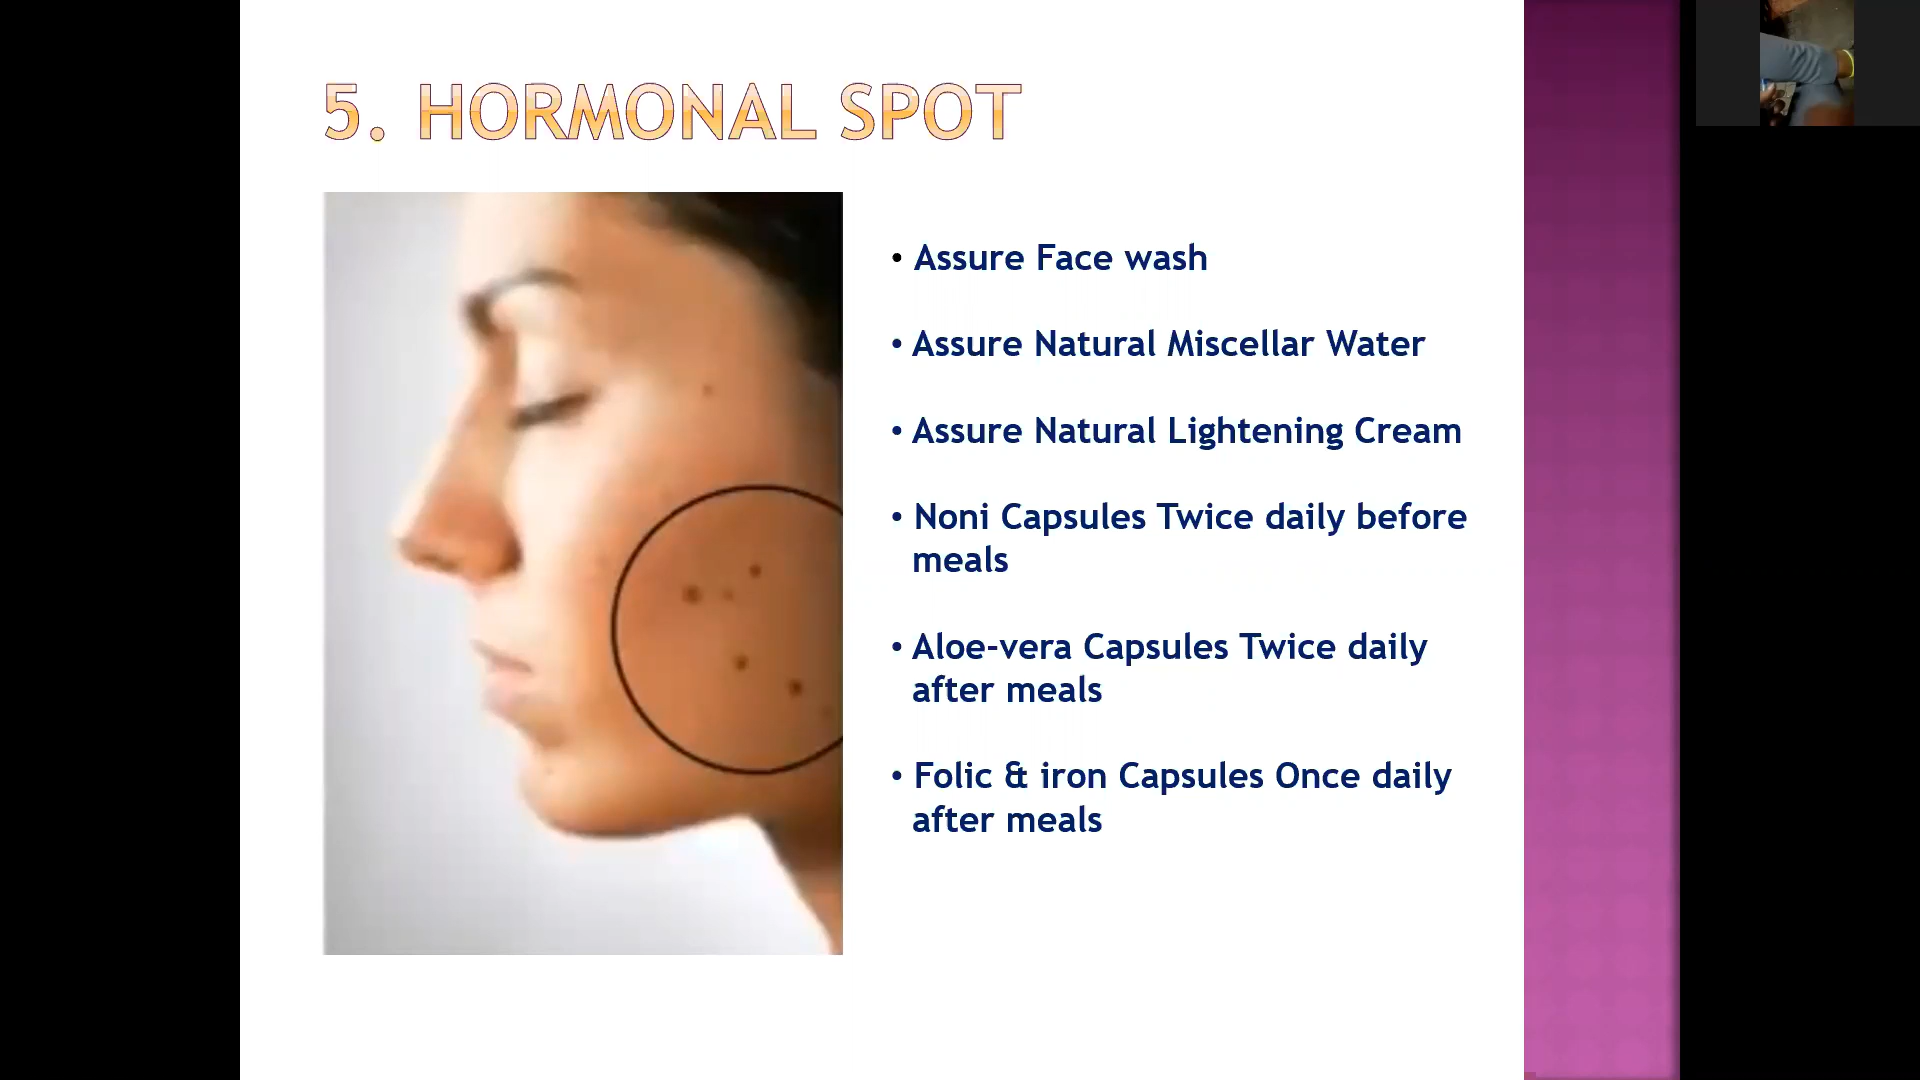 5. HORMONAL SPOT
• Assure Face wash
• Assure Natural Miscellar Water
• Assure Natural Lightening Cream
• Noni Capsules Twice daily before
meals
• Aloe-vera Capsules Twice daily
after meals
• Folic & iron Capsules Once daily
after meals